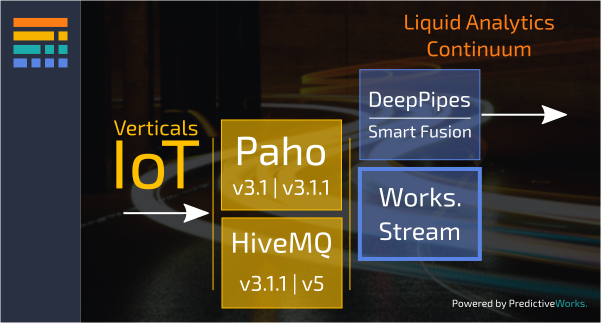 Liquid Analytics
Continuum
Verticals
IoT
Paho
v3.1 | v3.1.1
HiveMQ
v3.1.1 | v5
DeepPipes
Smart Fusion
Works.
Stream
Powered by PredictiveWorks.